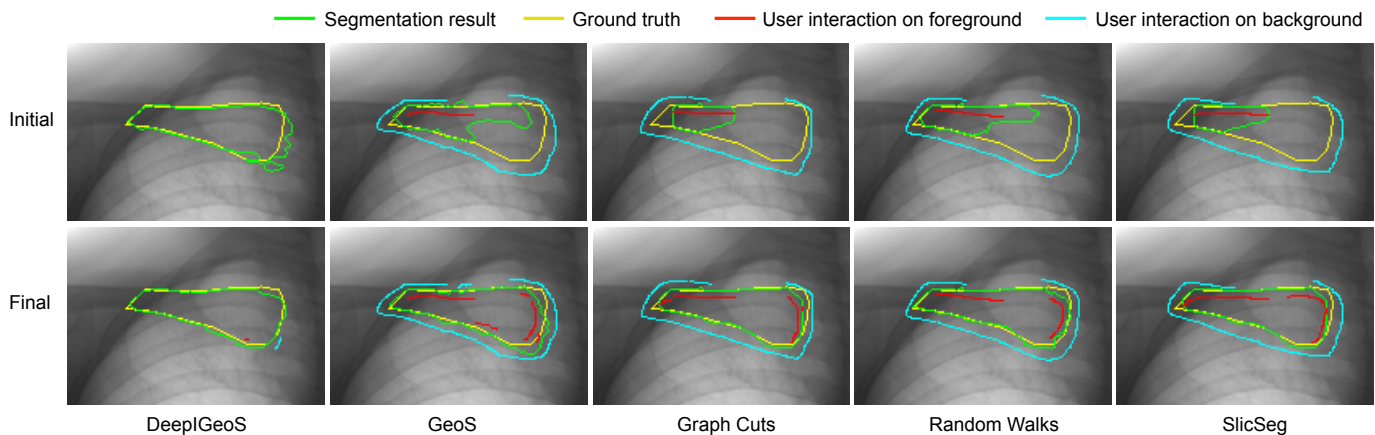 Segmentation result Ground truth User interaction on foreground User interaction on background
Initial
Final
DeepIGeoS GeoS Graph Cuts Random Walks SlicSeg